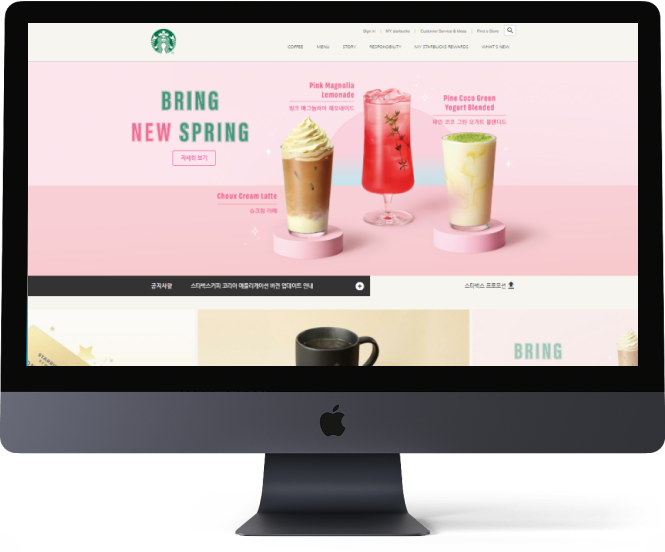 Sign In | MY Starbucks | Customer Service & Ideas | Find a Store
COFFEE MENU STORY RESPONSIBILITY MY STARBUCKS REWARDS WHAT'S NEW
BRING
NEW SPRING
자세히 보기
Pink Magnolia
Lemonade
핑크 매그놀리아 레모네이드
Pine Coco Green
Yogurt Blended
파인 코코 그린 요거트 블렌디드
Choux Cream Latte
슈크림 라떼
공지사항 스타벅스커피 코리아 애플리케이션 버전 업데이트 안내
스타벅스 프로모션
BRING